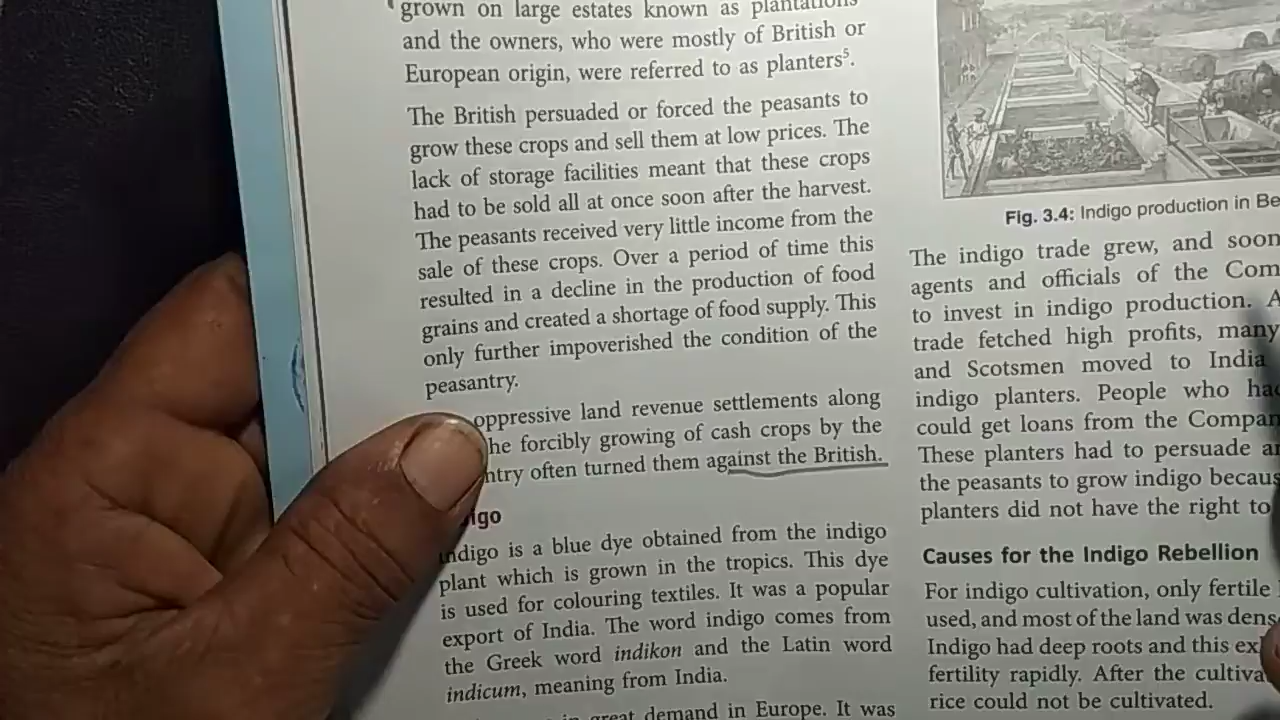 grown on large estates known as plantations
and the owners, who were mostly of British or
European origin, were referred to as planters⁵.
The British persuaded or forced the peasants to
grow these crops and sell them at low prices. The
lack of storage facilities meant that these crops
had to be sold all at once soon after the harvest.
The peasants received very little income from the
sale of these crops. Over a period of time this
resulted in a decline in the production of food
grains and created a shortage of food supply. This
only further impoverished the condition of the
peasantry.
oppressive land revenue settlements along
he forcibly growing of cash crops by the
ntry often turned them against the British.
igo
Indigo is a blue dye obtained from the indigo
plant which is grown in the tropics. This dye
is used for colouring textiles. It was a popular
export of India. The word indigo comes from
the Greek word indikon and the Latin word
indicum, meaning from India.
in great demand in Europe. It was
Fig. 3.4: Indigo production in Be
The indigo trade grew, and soon
agents and officials of the Com
to invest in indigo production. A
trade fetched high profits, many
and Scotsmen moved to India
indigo planters. People who had
could get loans from the Compan
These planters had to persuade a
the peasants to grow indigo becaus
planters did not have the right to
Causes for the Indigo Rebellion
For indigo cultivation, only fertile
used, and most of the land was dens
Indigo had deep roots and this ex
fertility rapidly. After the cultiva
rice could not be cultivated.